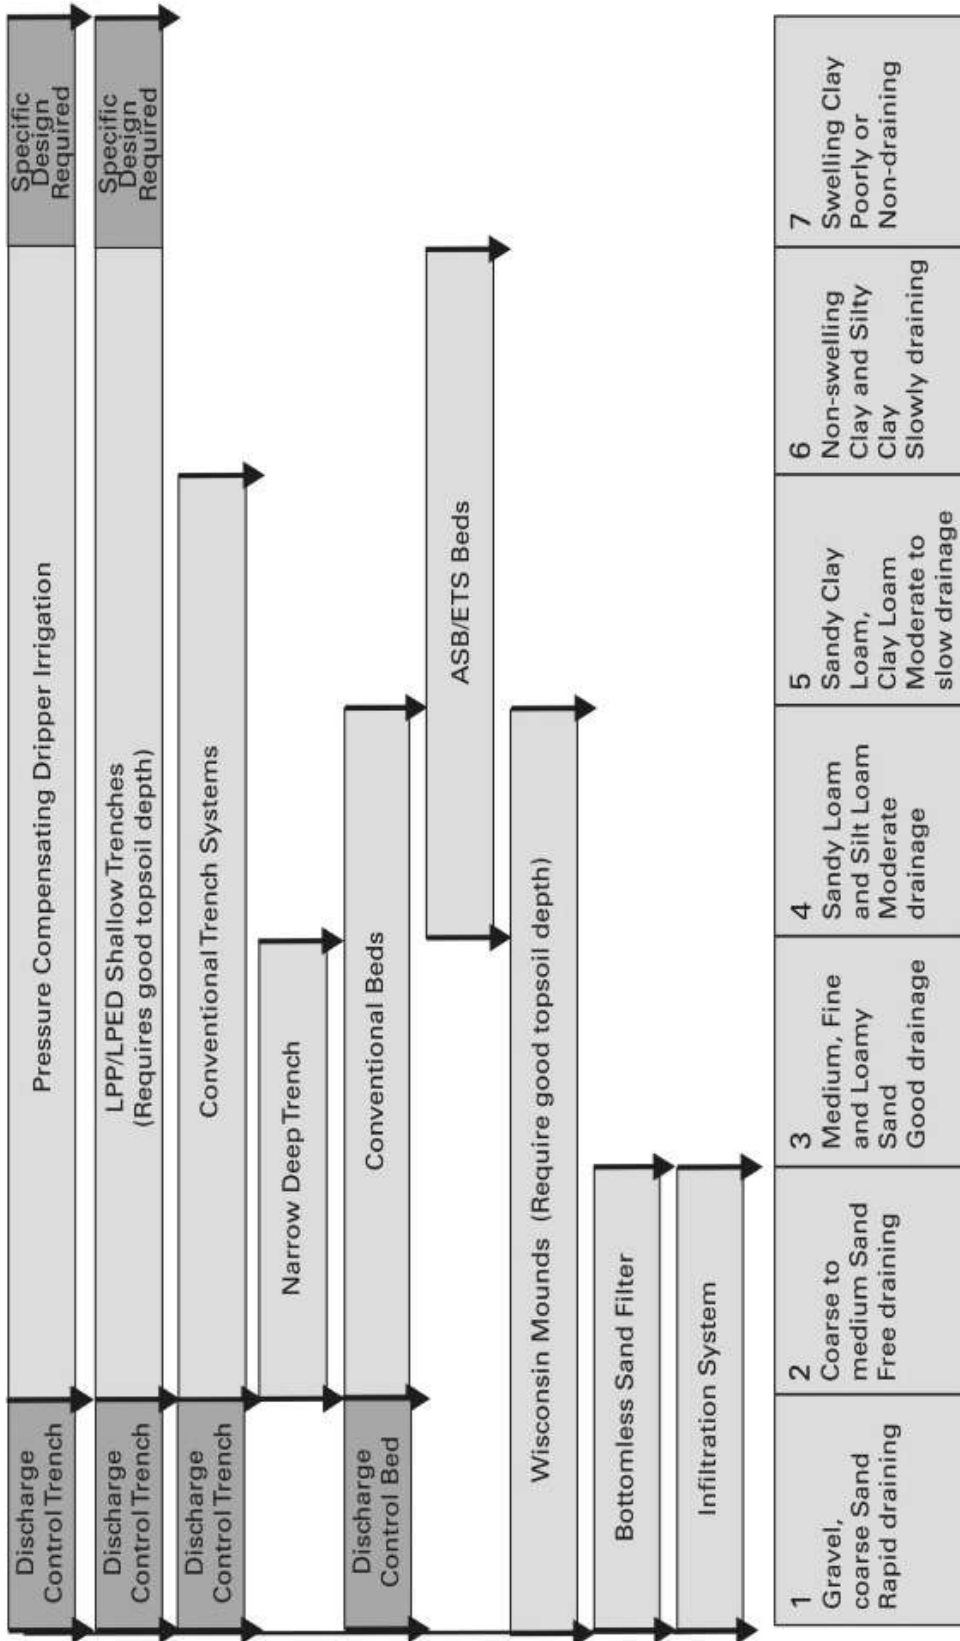 Discharge
Control Trench
Pressure Compensating Dripper Irrigation
Specific
Design
Required
Discharge
Control Trench
LPP/LPED Shallow Trenches
(Requires good topsoil depth)
Specific
Design
Required
Discharge
Control Trench
Conventional Trench Systems
Narrow Deep Trench
Discharge
Control Bed
Conventional Beds
ASB/ETS Beds
Wisconsin Mounds (Require good topsoil depth)
Bottomless Sand Filter
Infiltration System
1
Gravel,
coarse Sand
Rapid draining
2
Coarse to
medium Sand
Free draining
3
Medium, Fine
and Loamy
Sand
Good drainage
4
Sandy Loam
and Silt Loam
Moderate
drainage
5
Sandy Clay
Loam,
Clay Loam
Moderate to
slow drainage
6
Non-swelling
Clay and Silty
Clay
Slowly draining
7
Swelling Clay
Poorly or
Non-draining